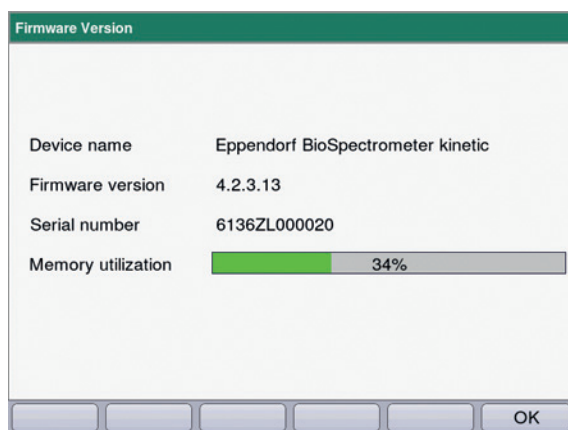 Firmware Version
Device name Eppendorf BioSpectrometer kinetic
Firmware version 4.2.3.13
Serial number 6136ZL000020
Memory utilization 34%
OK